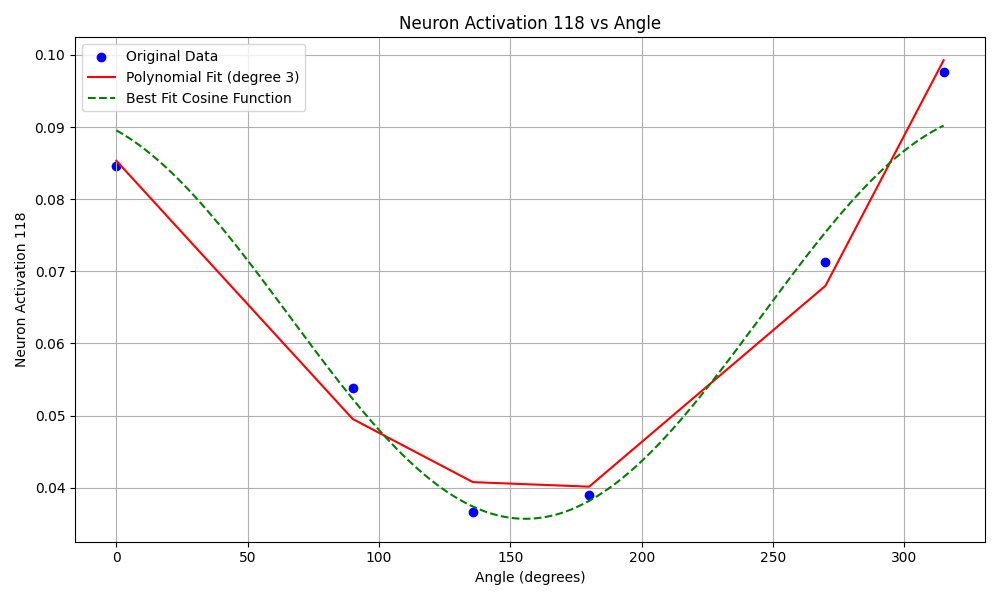 Neuron Activation 118 vs Angle
Original Data
Polynomial Fit (degree 3)
Best Fit Cosine Function
Neuron Activation 118
0.10
0.09
0.08
0.07
0.06
0.05
0.04
0
50
100
150
200
250
300
Angle (degrees)